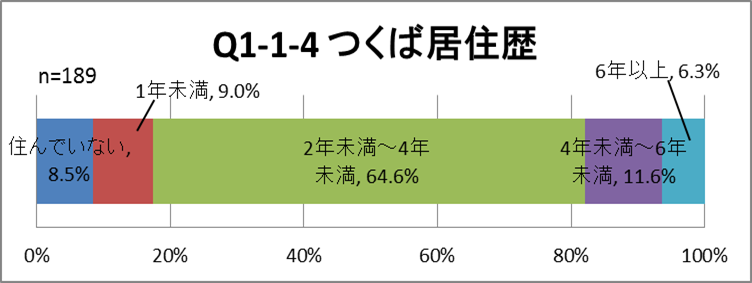 Q1-1-4 つくば居住歴
n=189
1年未満, 9.0%
6年以上, 6.3%
住んでいない,
8.5%
2年未満～4年
未満, 64.6%
4年未満～6年
未満, 11.6%
0% 20% 40% 60% 80% 100%